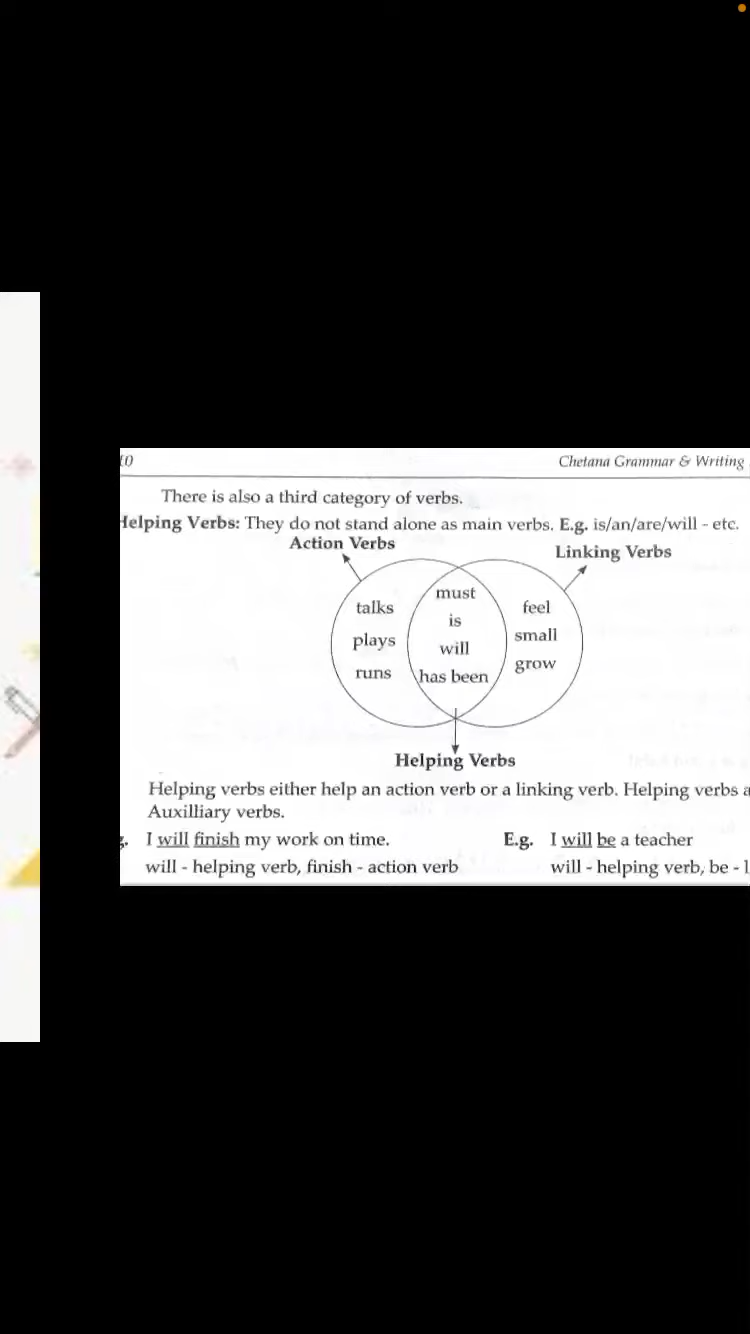 Chetana Grammar & Writing
There is also a third category of verbs.
Helping Verbs: They do not stand alone as main verbs. E.g. is/an/are/will - etc.
Action Verbs
Linking Verbs
talks
plays
runs
must
is
will
has been
feel
small
grow
Helping Verbs
Helping verbs either help an action verb or a linking verb. Helping verbs a
Auxilliary verbs.
I will finish my work on time.
will - helping verb, finish - action verb
E.g. I will be a teacher
will - helping verb, be - l